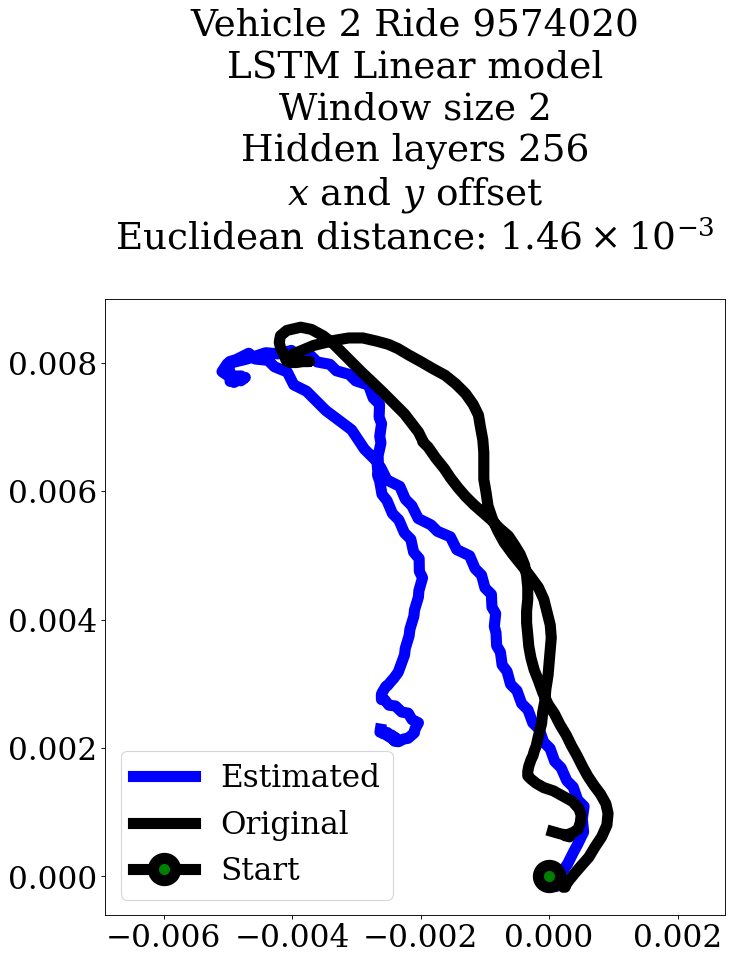 Vehicle 2 Ride 9574020
LSTM Linear model
Window size 2
Hidden layers 256
x and y offset
Euclidean distance: 1.46 × 10⁻³
0.008
0.006
0.004
0.002
0.000
Estimated
Original
Start
−0.006 −0.004 −0.002 0.000 0.002